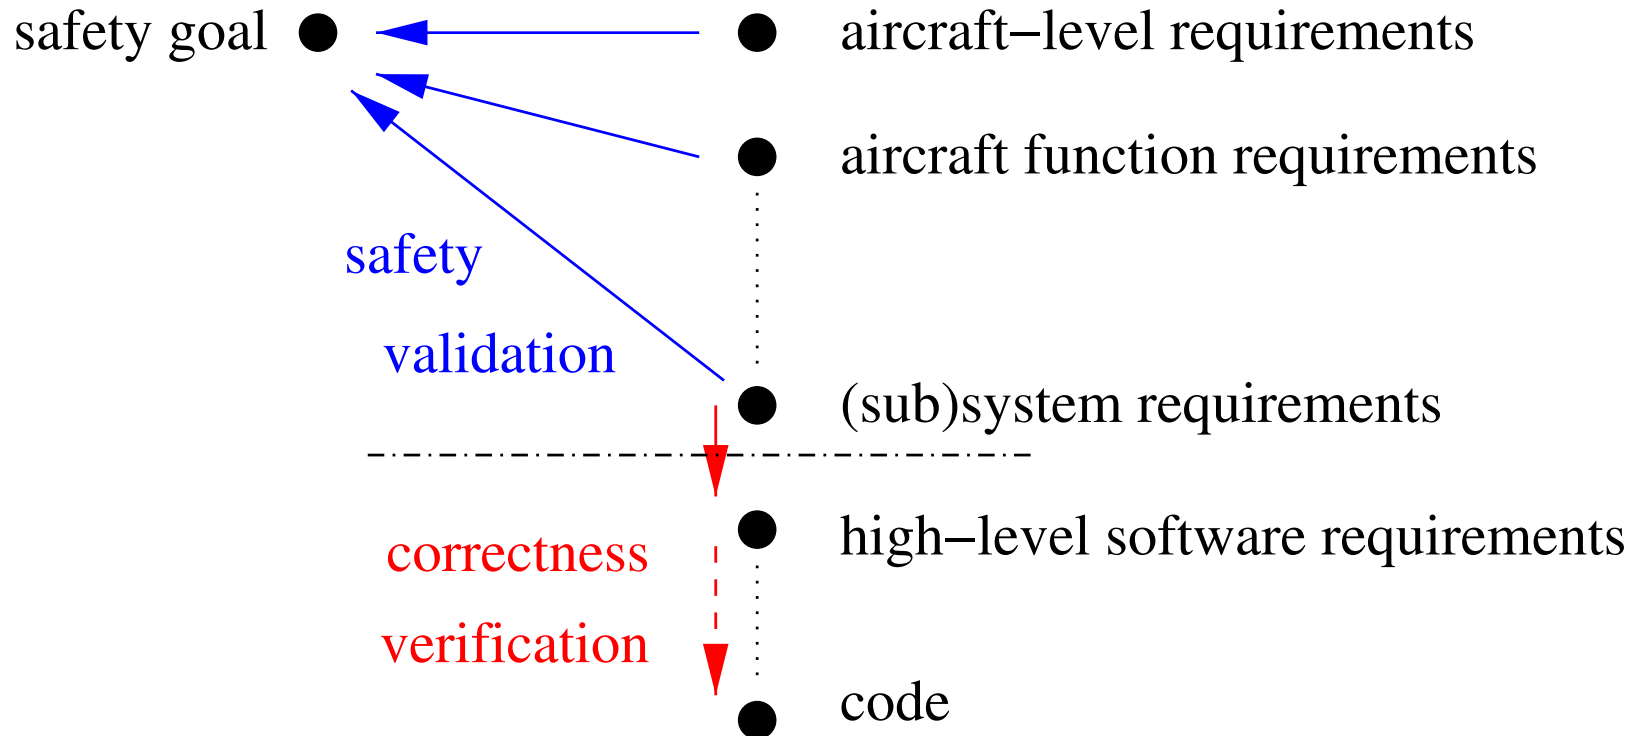 safety goal
aircraft−level requirements
aircraft function requirements
safety
validation
(sub)system requirements
high−level software requirements
correctness
verification
code